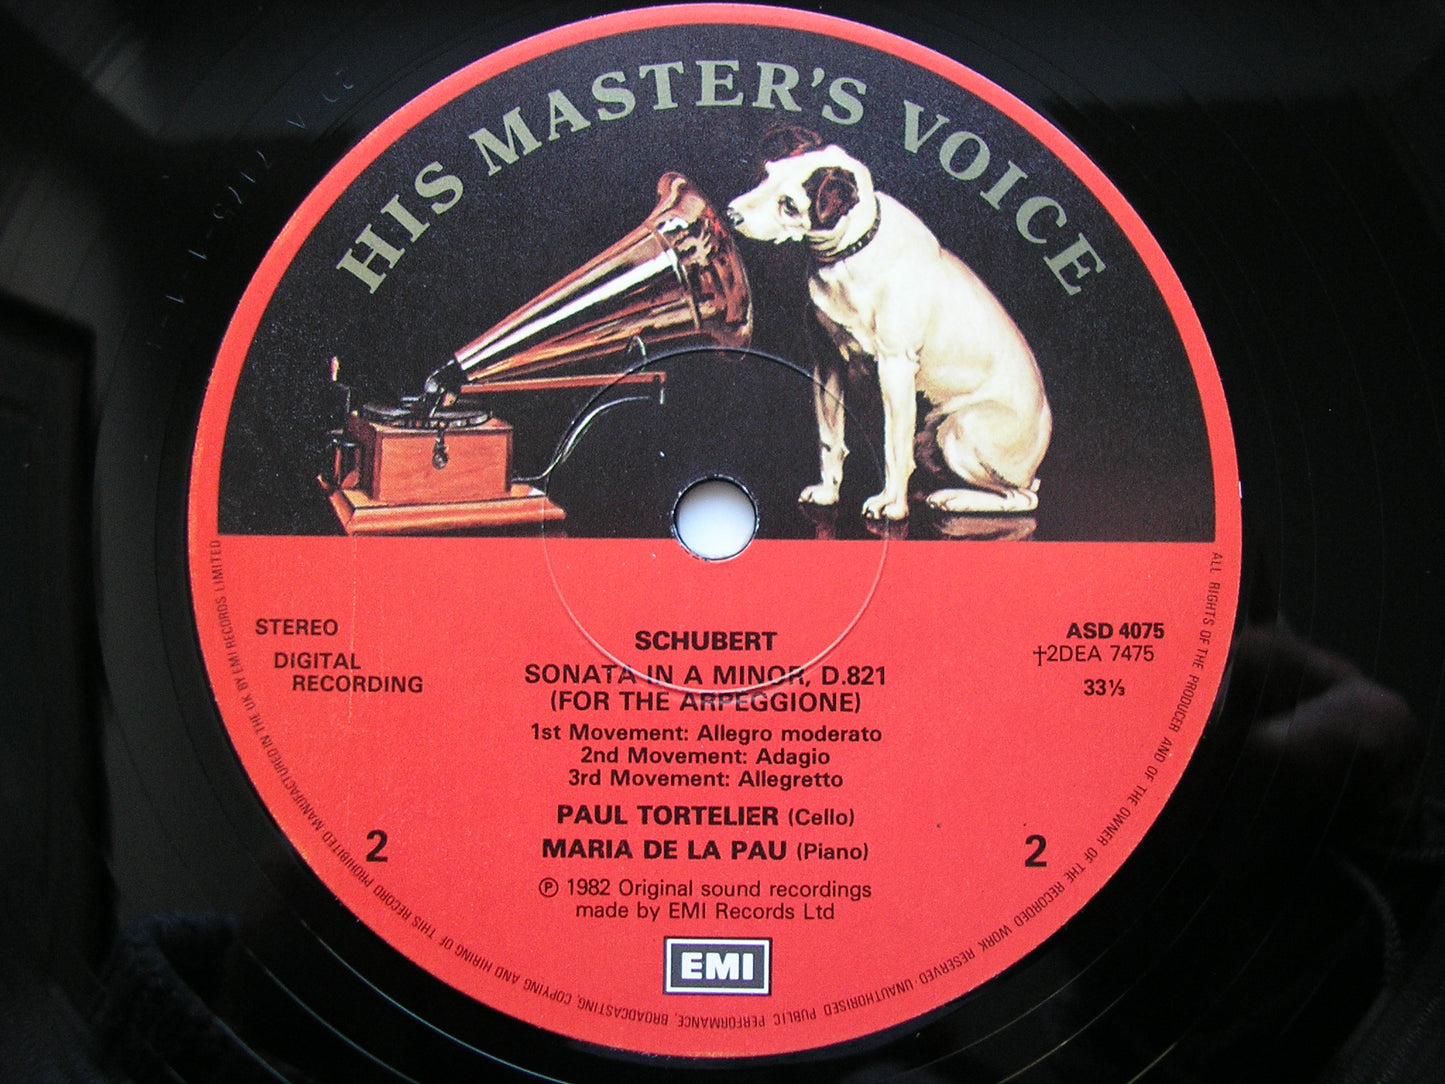 HIS MASTER'S VOICE
STEREO
DIGITAL
RECORDING
SCHUBERT
SONATA IN A MINOR, D.821
(FOR THE ARPEGGIONE)
1st Movement: Allegro moderato
2nd Movement: Adagio
3rd Movement: Allegretto
PAUL TORTELIER (Cello)
MARIA DE LA PAU (Piano)
℗ 1982 Original sound recordings
made by EMI Records Ltd
EMI
ASD 4075
†2DEA 7475
33⅓
2
2
ALL RIGHTS OF THE PRODUCER AND OF THE OWNER OF THE RECORDED WORK RESERVED · UNAUTHORISED PUBLIC PERFORMANCE, BROADCASTING, COPYING AND HIRING OF THIS RECORD PROHIBITED MANUFACTURED IN THE UK BY EMI RECORDS LIMITED